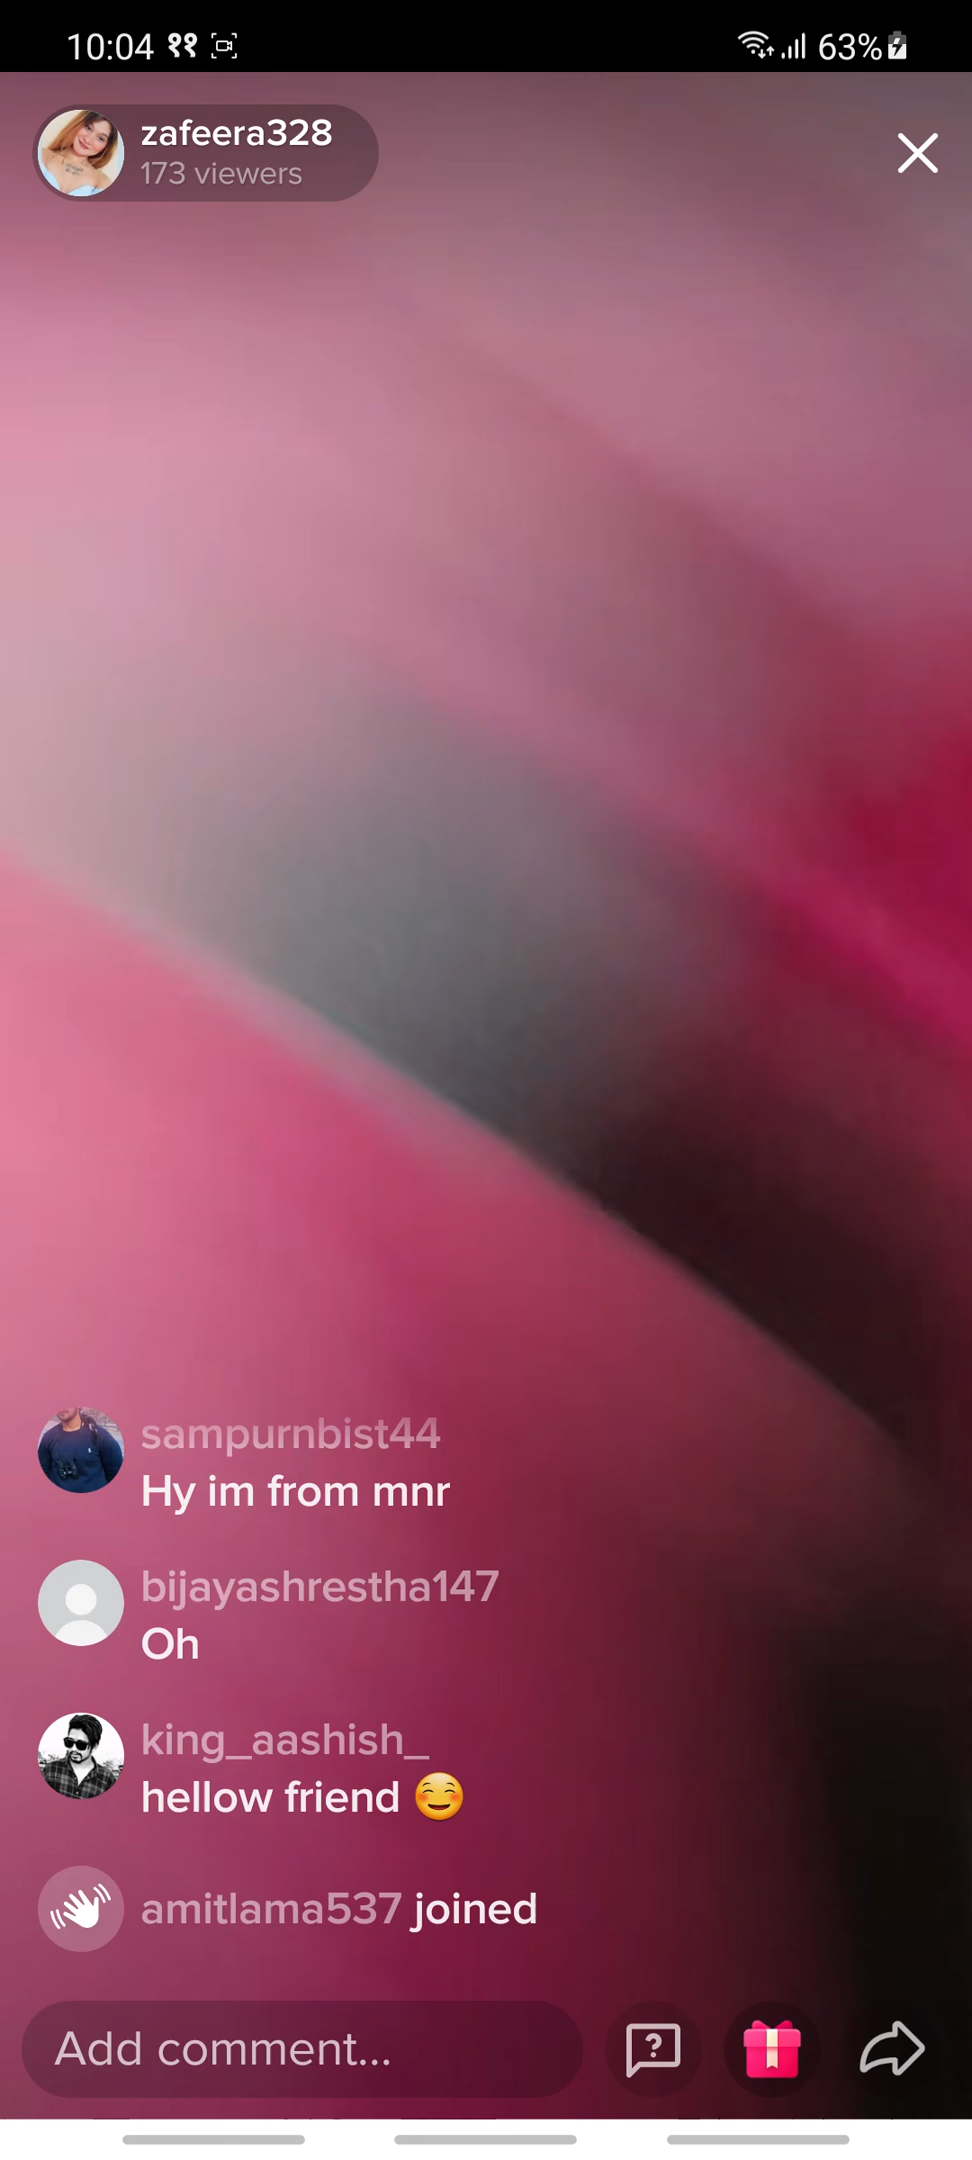 10:04 63%
zafeera328
173 viewers
sampurnbist44
Hy im from mnr
bijayashrestha147
Oh
king_aashish_
hellow friend 😊
amitlama537 joined
Add comment...